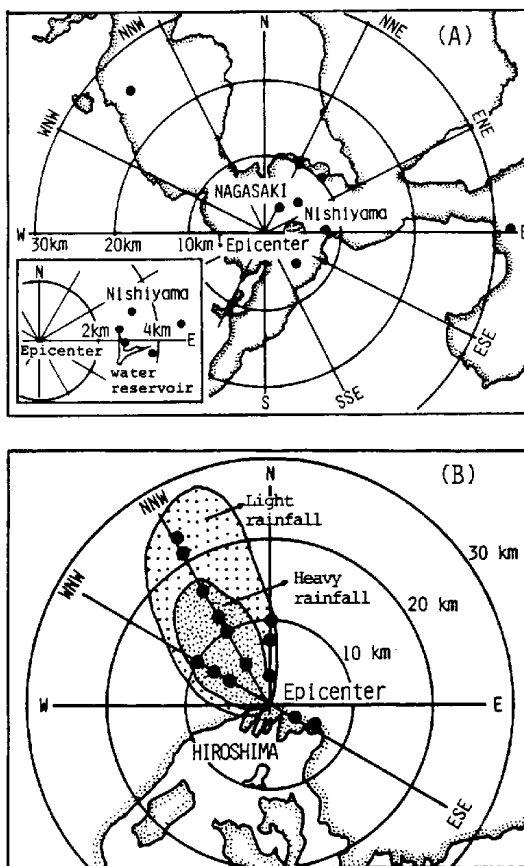 (A)
N
NNW
NNE
WNW
ENE
NAGASAKI
Nishiyama
W
30km
20km
10km
Epicenter
E
N
Nishiyama
2km
4km
E
Epicenter
water
reservoir
ESE
SSE
S
(B)
N
NNW
Light
rainfall
30 km
WNW
Heavy
rainfall
20 km
10 km
Epicenter
W
E
HIROSHIMA
ESE